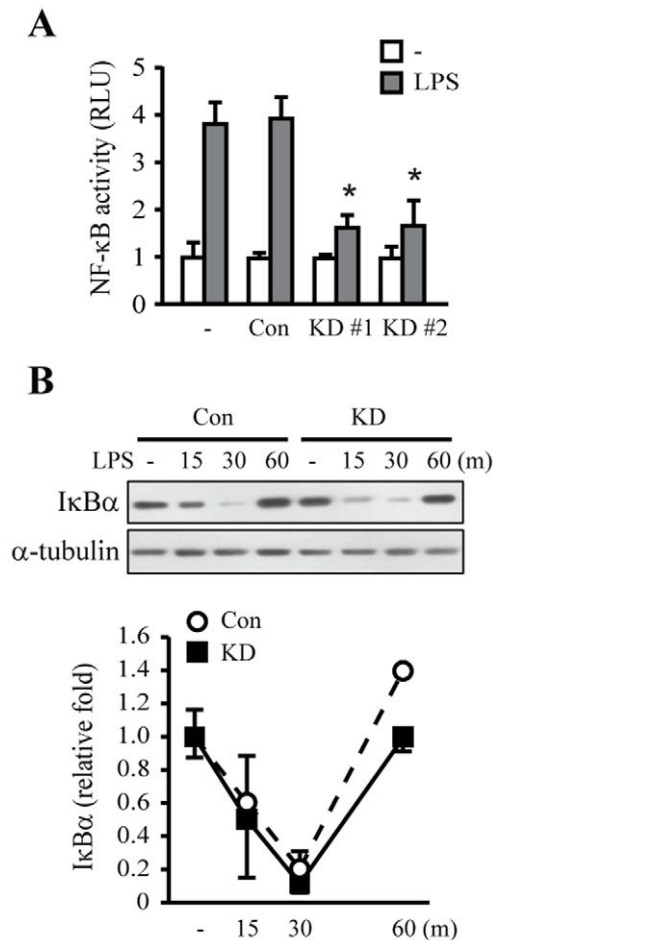 A
-
LPS
NF-κB activity (RLU)
5
4
3
2
1
0
* *
- Con KD #1 KD #2
B
Con KD
LPS - 15 30 60 - 15 30 60 (m)
IκBα
α-tubulin
Con
KD
IκBα (relative fold)
1.6
1.4
1.2
1.0
0.8
0.6
0.4
0.2
0
- 15 30 60 (m)